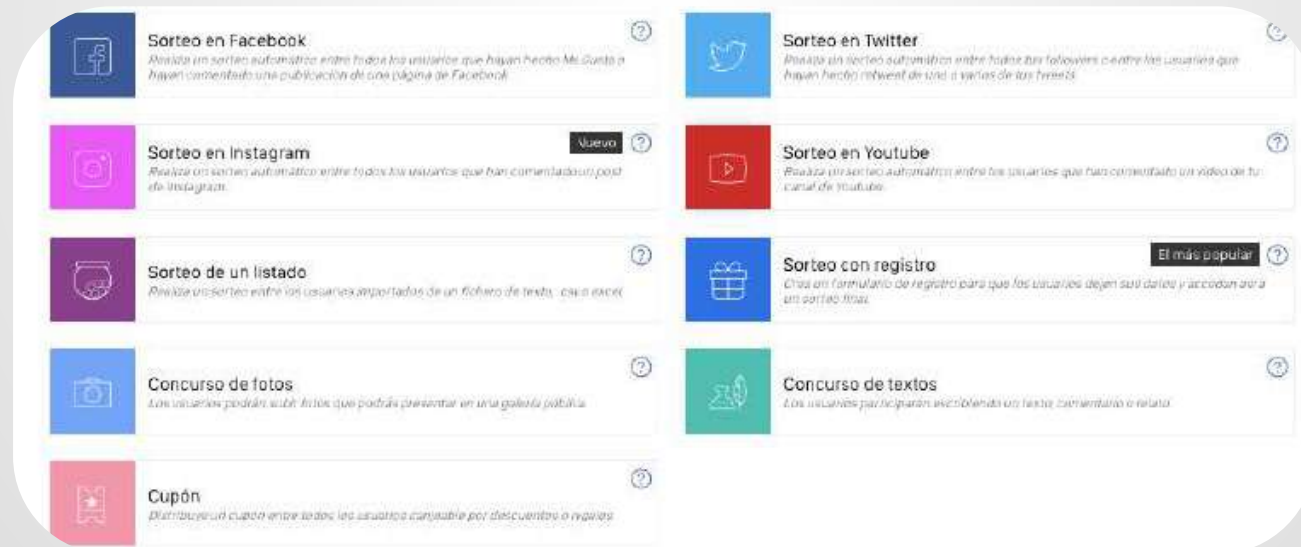 Sorteo en Facebook
Realiza un sorteo automático entre todos los usuarios que hayan hecho Me Gusta o
hayan comentado una publicación de una página de Facebook
Sorteo en Twitter
Realiza un sorteo automático entre todos tus followers o entre los usuarios que
hayan hecho retweet de uno o varios de tus tweets
Nuevo
Sorteo en Instagram
Realiza un sorteo automático entre todos los usuarios que han comentado un post
de Instagram.
Sorteo en Youtube
Realiza un sorteo automático entre los usuarios que han comentado un vídeo de tu
canal de Youtube.
Sorteo de un listado
Realiza un sorteo entre los usuarios importados de un fichero de texto, csv o excel
El más popular
Sorteo con registro
Crea un formulario de registro para que los usuarios dejen sus datos y accedan así a
un sorteo final.
Concurso de fotos
Los usuarios podrán subir fotos que podrás presentar en una galería pública
Concurso de textos
Los usuarios participarán escribiendo un texto, comentario o relato.
Cupón
Distribuye un cupón entre todos los usuarios canjeable por descuentos o regalos